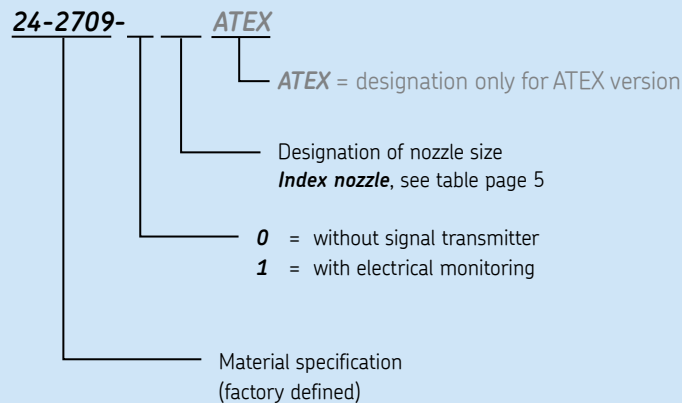 24-2709- ATEX
ATEX = designation only for ATEX version
Designation of nozzle size
Index nozzle, see table page 5
0 = without signal transmitter
1 = with electrical monitoring
Material specification
(factory defined)